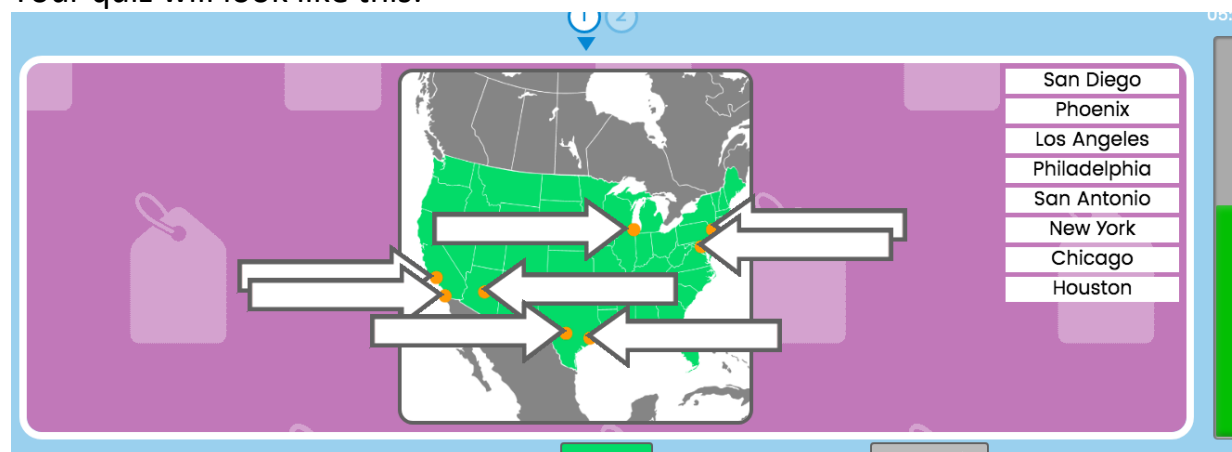 Your quiz will look like this:
1 2
05:
San Diego
Phoenix
Los Angeles
Philadelphia
San Antonio
New York
Chicago
Houston